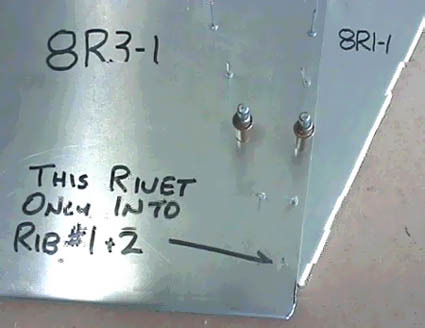 8R3-1
8R1-1
THIS RIVET
ONLY INTO
RIB #1+2